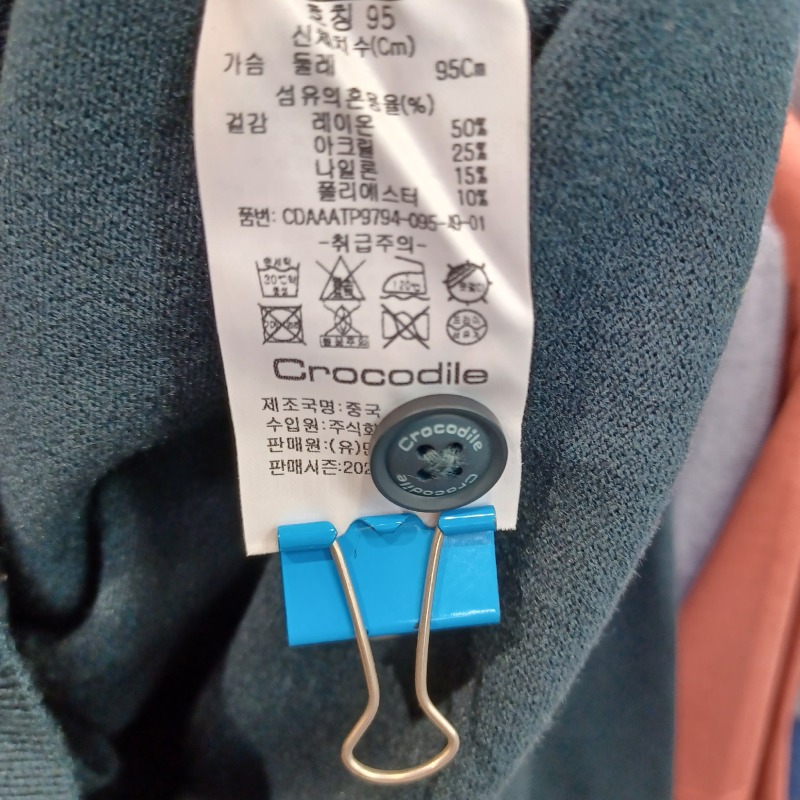 호칭 95
신체치수(Cm)
가슴 둘레 95Cm
섬유의혼용율(%)
겉감 레이온 50%
아크릴 25%
나일론 15%
폴리에스터 10%
품번: CDAAATP9794-095-49-01
-취급주의-
120℃
Crocodile
제조국명:중국
수입원:주식회
판매원:(유)
판매시즌:202
Crocodile
Crocodile